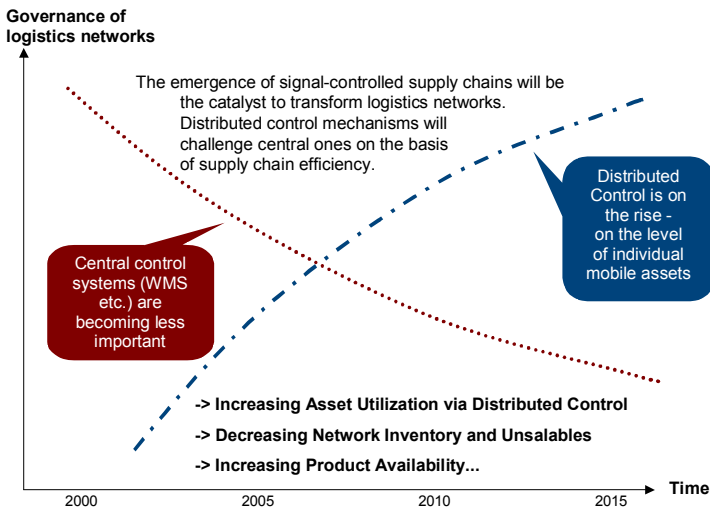 Governance of
logistics networks
The emergence of signal-controlled supply chains will be
the catalyst to transform logistics networks.
Distributed control mechanisms will
challenge central ones on the basis
of supply chain efficiency.
Distributed
Control is on
the rise -
on the level
of individual
mobile assets
Central control
systems (WMS
etc.) are
becoming less
important
-> Increasing Asset Utilization via Distributed Control
-> Decreasing Network Inventory and Unsalables
-> Increasing Product Availability...
Time
2000
2005
2010
2015